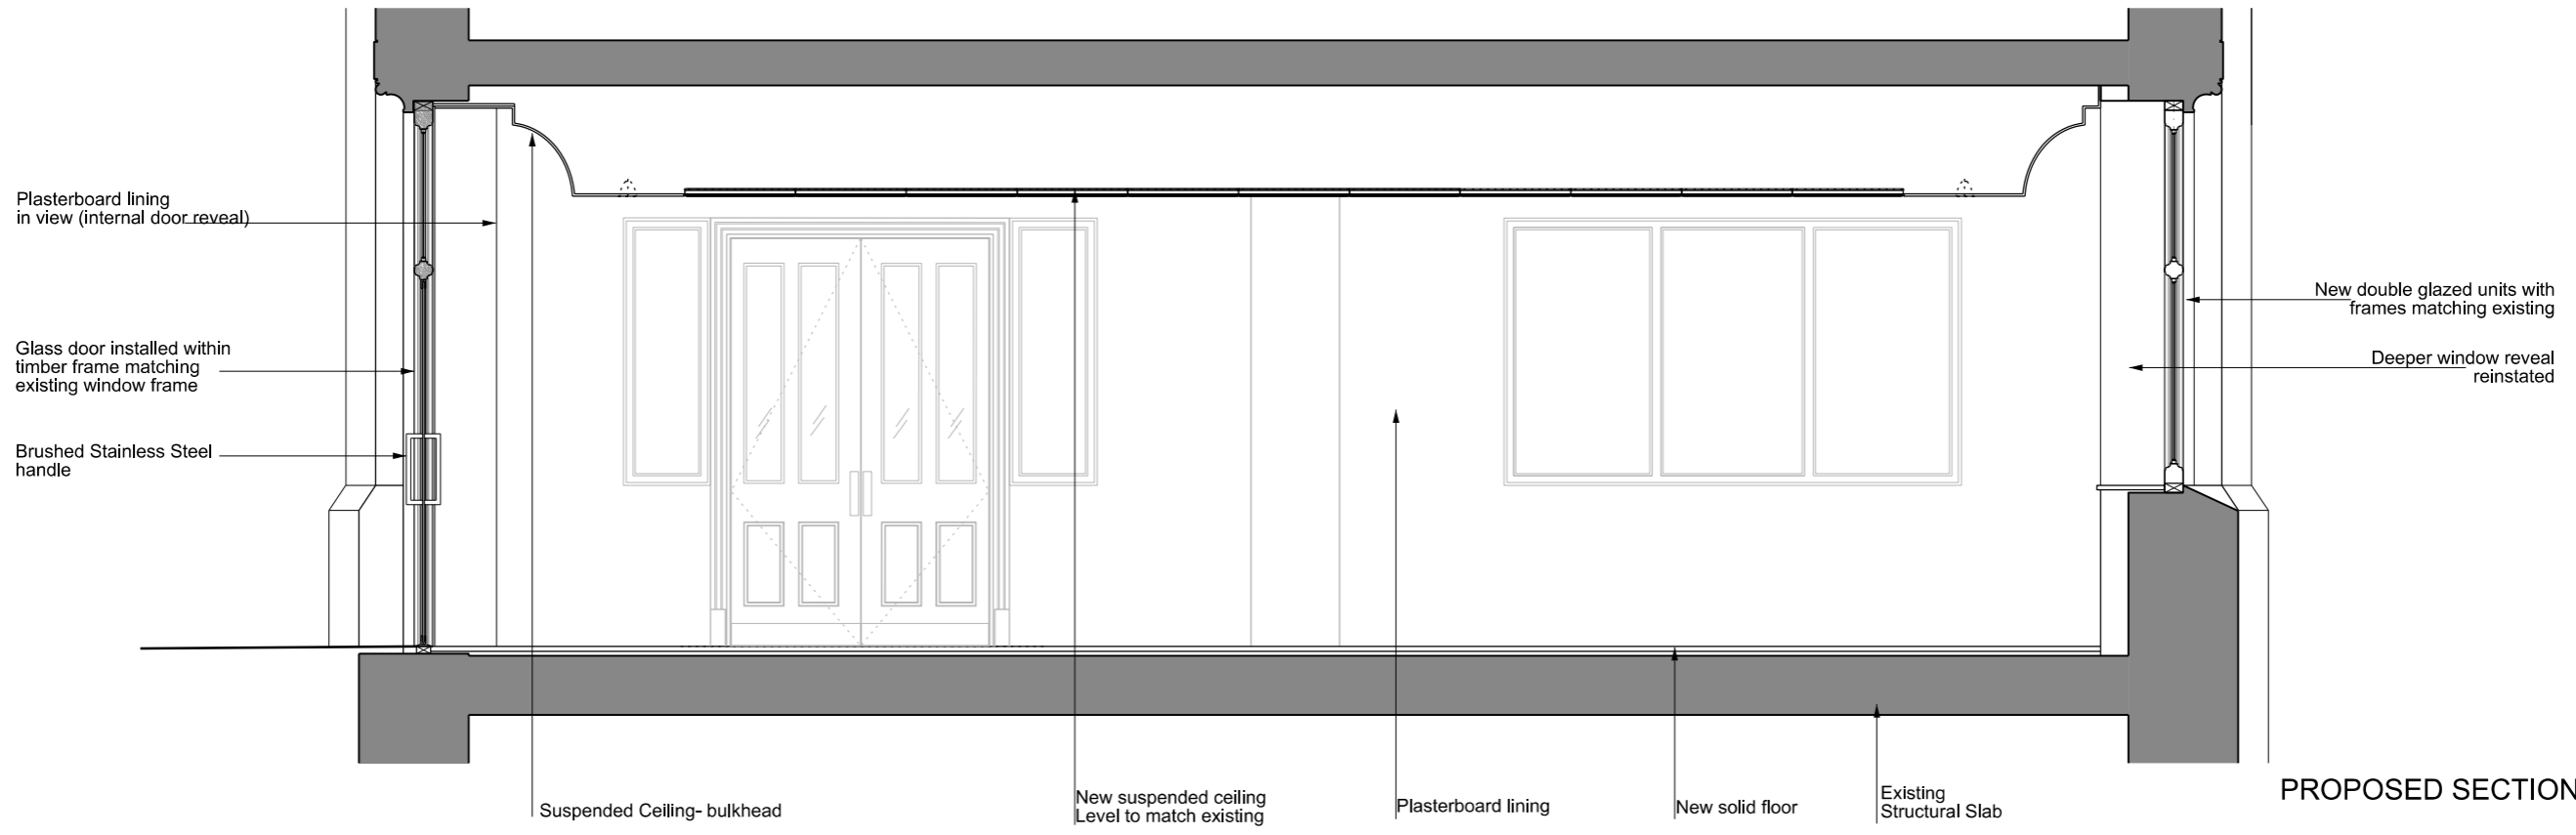 Plasterboard lining
in view (internal door reveal)
Glass door installed within
timber frame matching
existing window frame
Brushed Stainless Steel
handle
New double glazed units with
frames matching existing
Deeper window reveal
reinstated
Suspended Ceiling- bulkhead
New suspended ceiling
Level to match existing
Plasterboard lining
New solid floor
Existing
Structural Slab
PROPOSED SECTION